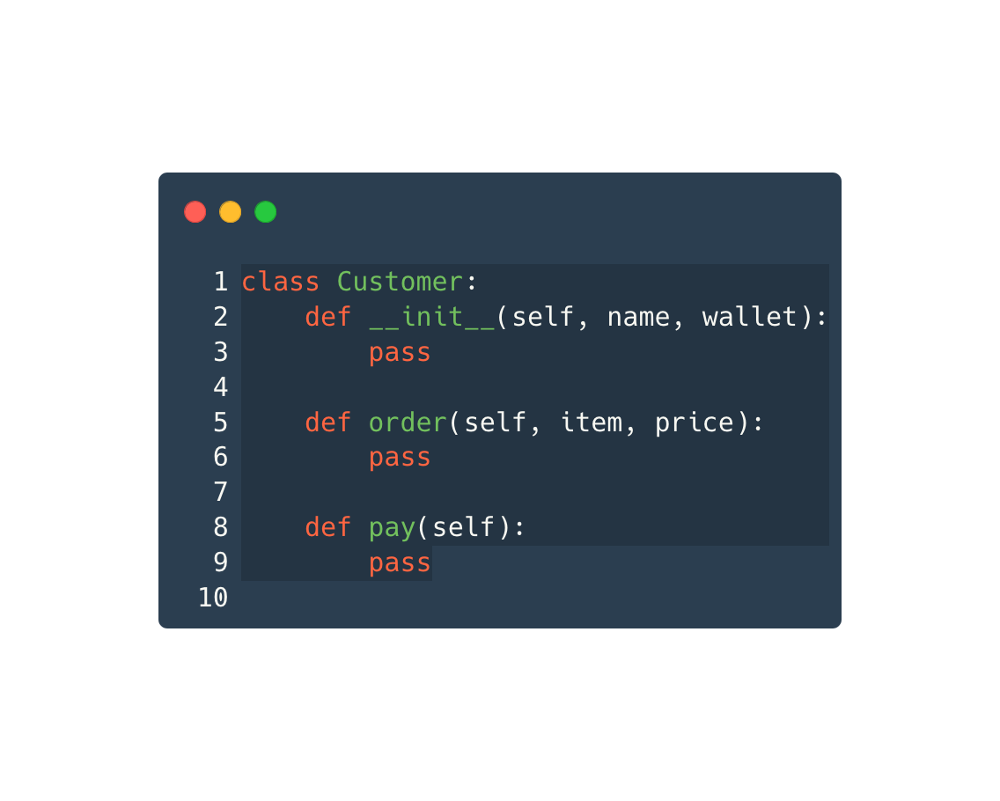 1 class Customer:
2     def __init__(self, name, wallet):
3         pass
4
5     def order(self, item, price):
6         pass
7
8     def pay(self):
9         pass
10